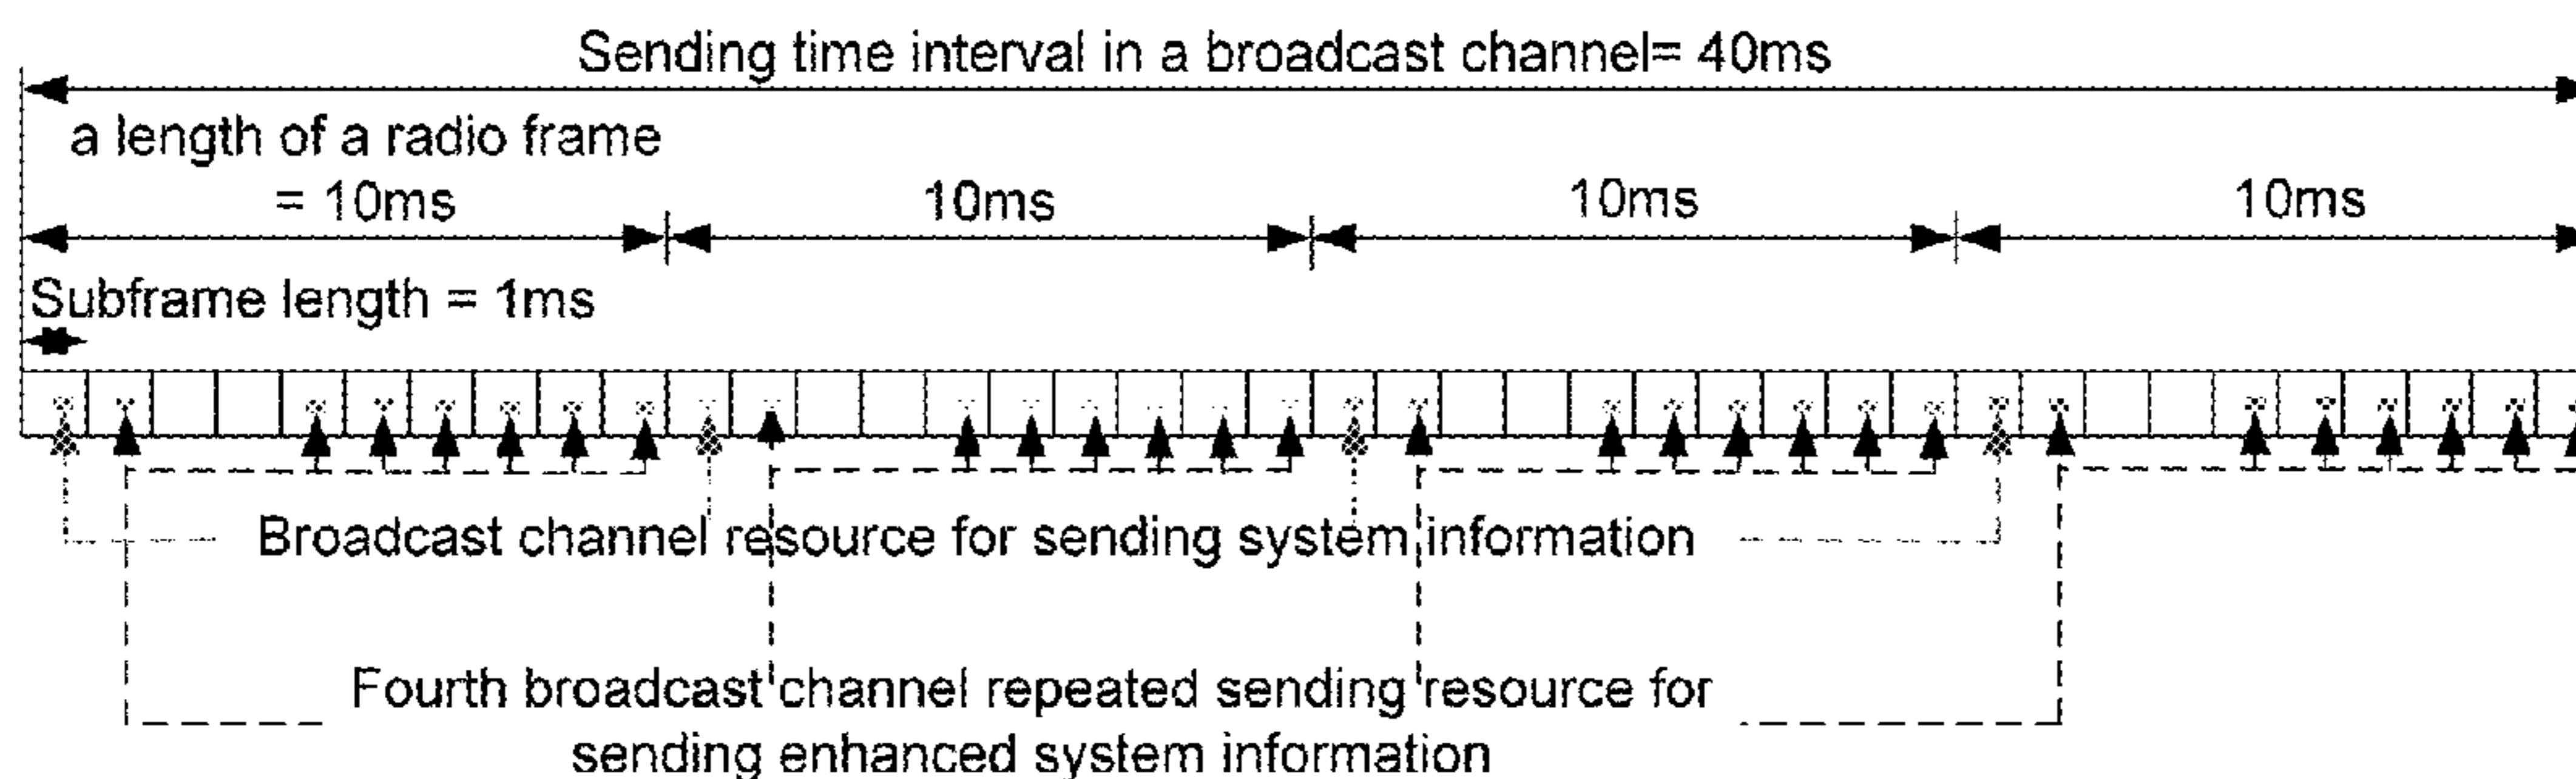 Sending time interval in a broadcast channel= 40ms
a length of a radio frame
= 10ms
10ms
10ms
10ms
Subframe length = 1ms
Broadcast channel resource for sending system information
Fourth broadcast channel repeated sending resource for
sending enhanced system information